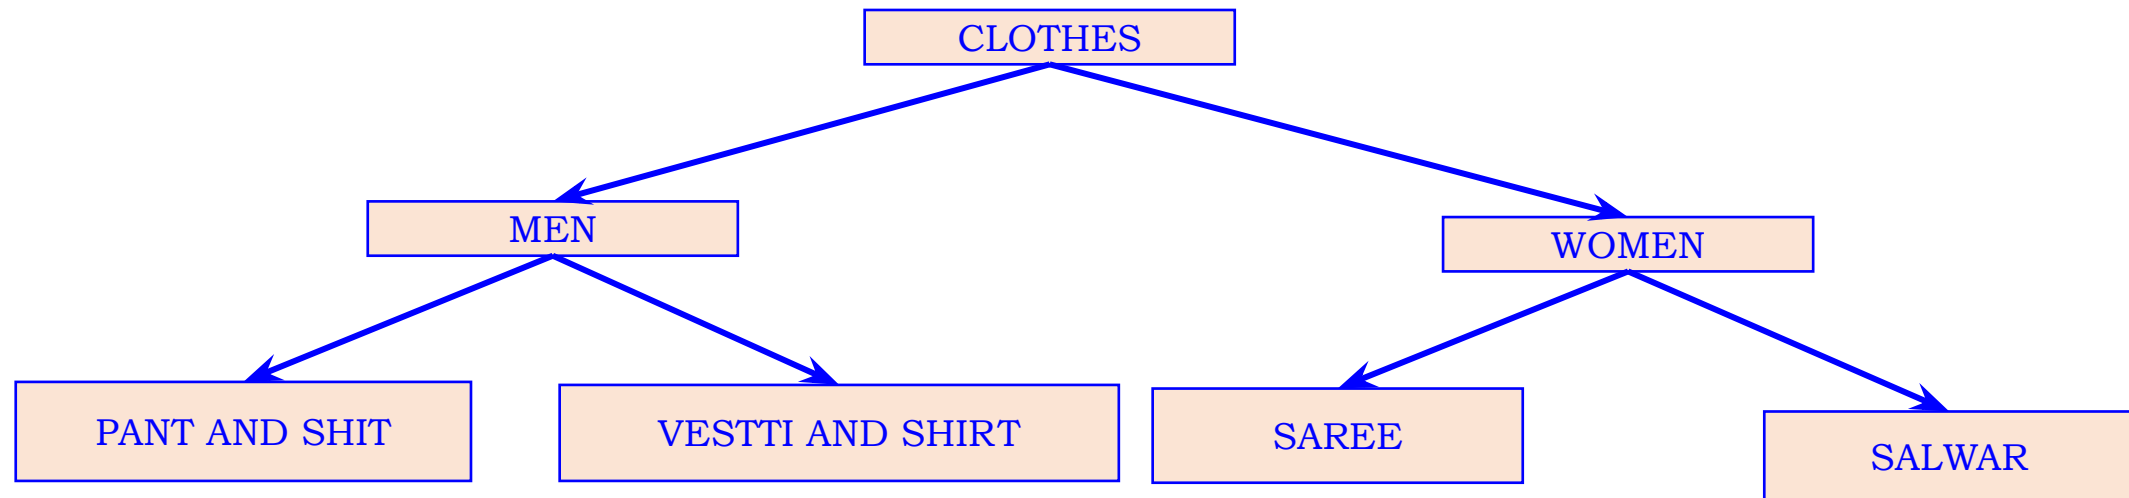 CLOTHES
MEN
WOMEN
PANT AND SHIT
VESTTI AND SHIRT
SAREE
SALWAR